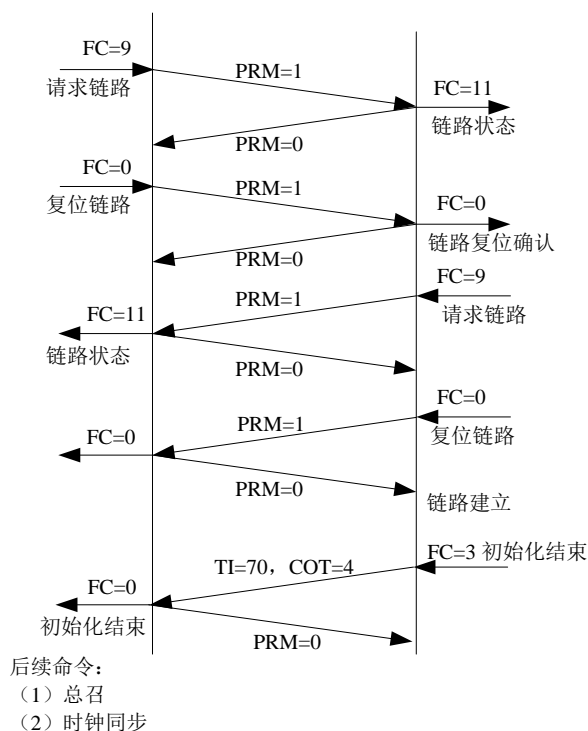 FC=9
请求链路
PRM=1
FC=11
链路状态
PRM=0
FC=0
复位链路
PRM=1
FC=0
链路复位确认
PRM=0
FC=9
PRM=1
请求链路
FC=11
链路状态
PRM=0
FC=0
PRM=1
复位链路
FC=0
PRM=0
链路建立
FC=3 初始化结束
TI=70，COT=4
FC=0
初始化结束
PRM=0
后续命令：
（1）总召
（2）时钟同步